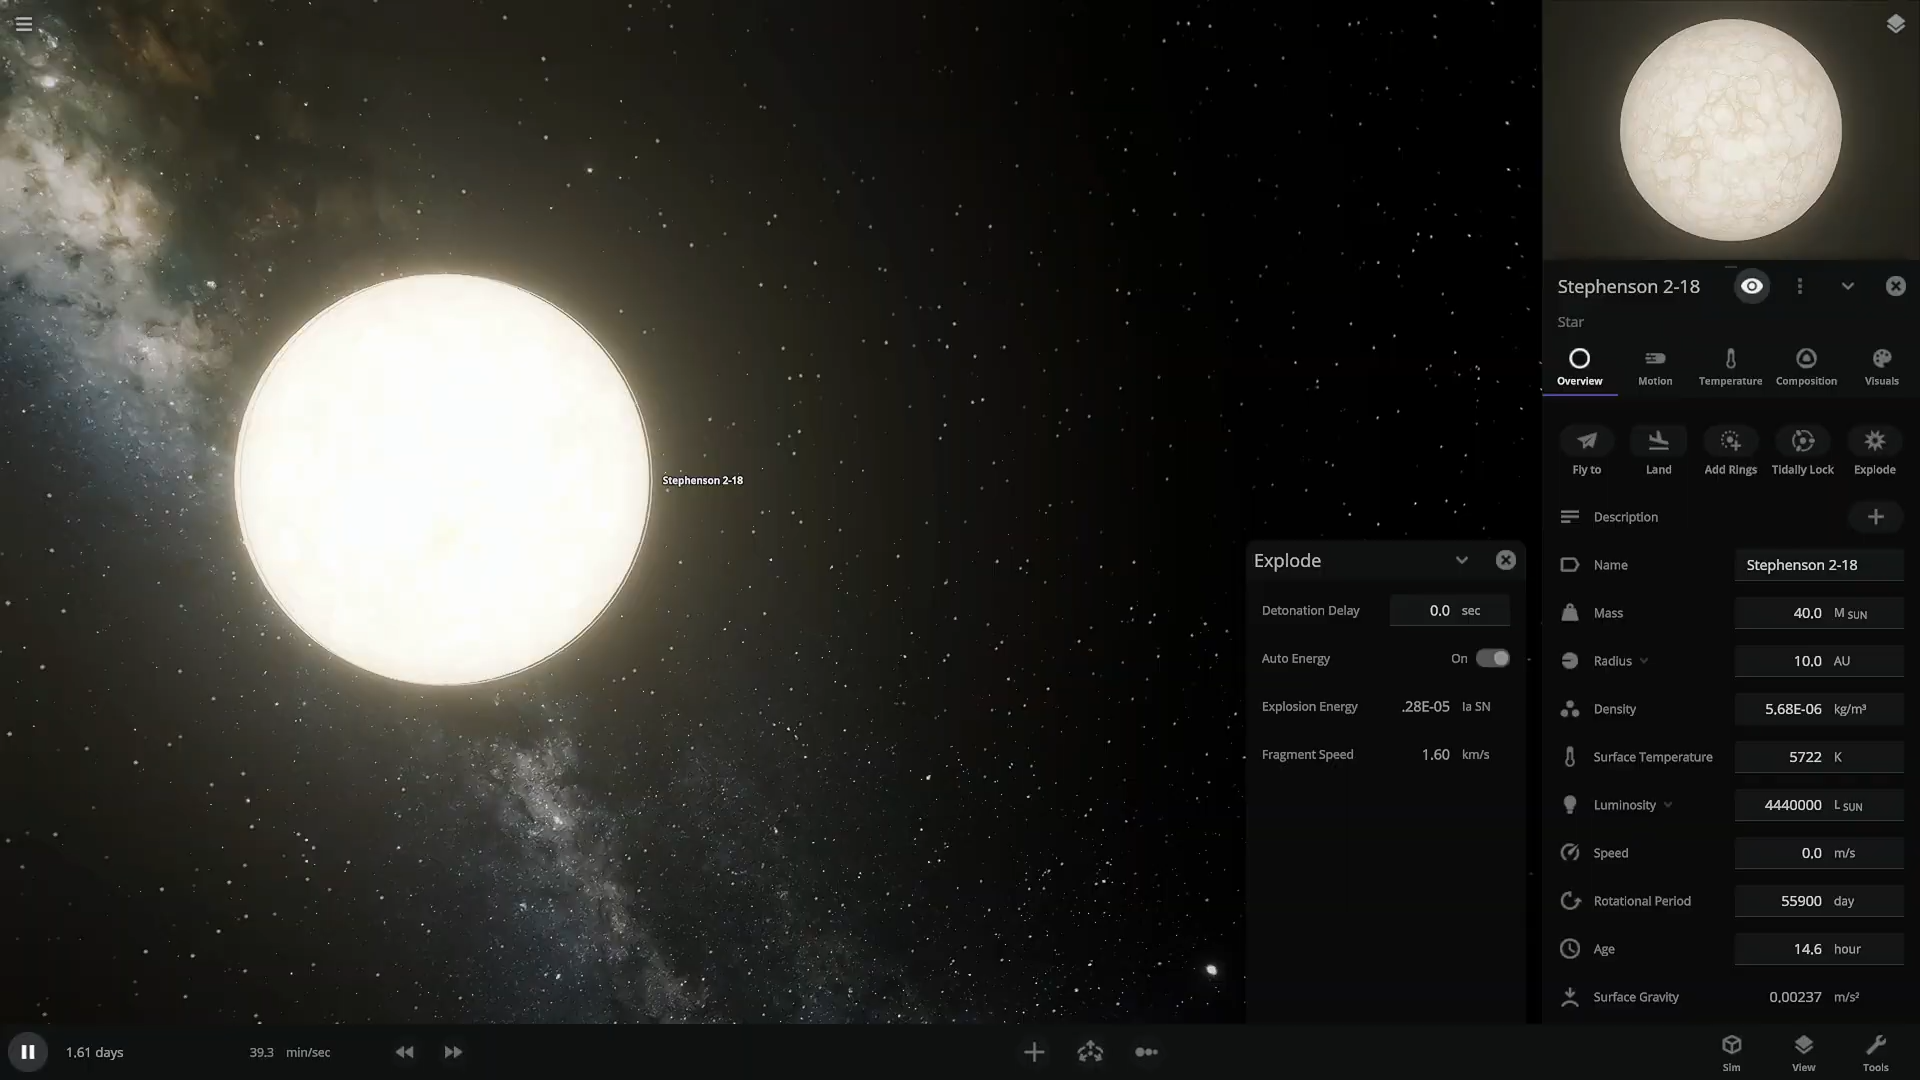 Stephenson 2-18
Star
Overview
Motion
Temperature
Composition
Visuals
Fly to
Land
Add Rings
Tidally Lock
Explode
Description
Name Stephenson 2-18
Mass 40.0 M SUN
Radius 10.0 AU
Density 5.68E-06 kg/m³
Surface Temperature 5722 K
Luminosity 4440000 L SUN
Speed 0.0 m/s
Rotational Period 55900 day
Age 14.6 hour
Surface Gravity 0.00237 m/s²
Stephenson 2-18
Explode
Detonation Delay 0.0 sec
Auto Energy On
Explosion Energy .28E-05 Ia SN
Fragment Speed 1.60 km/s
1.61 days
39.3 min/sec
Sim
View
Tools